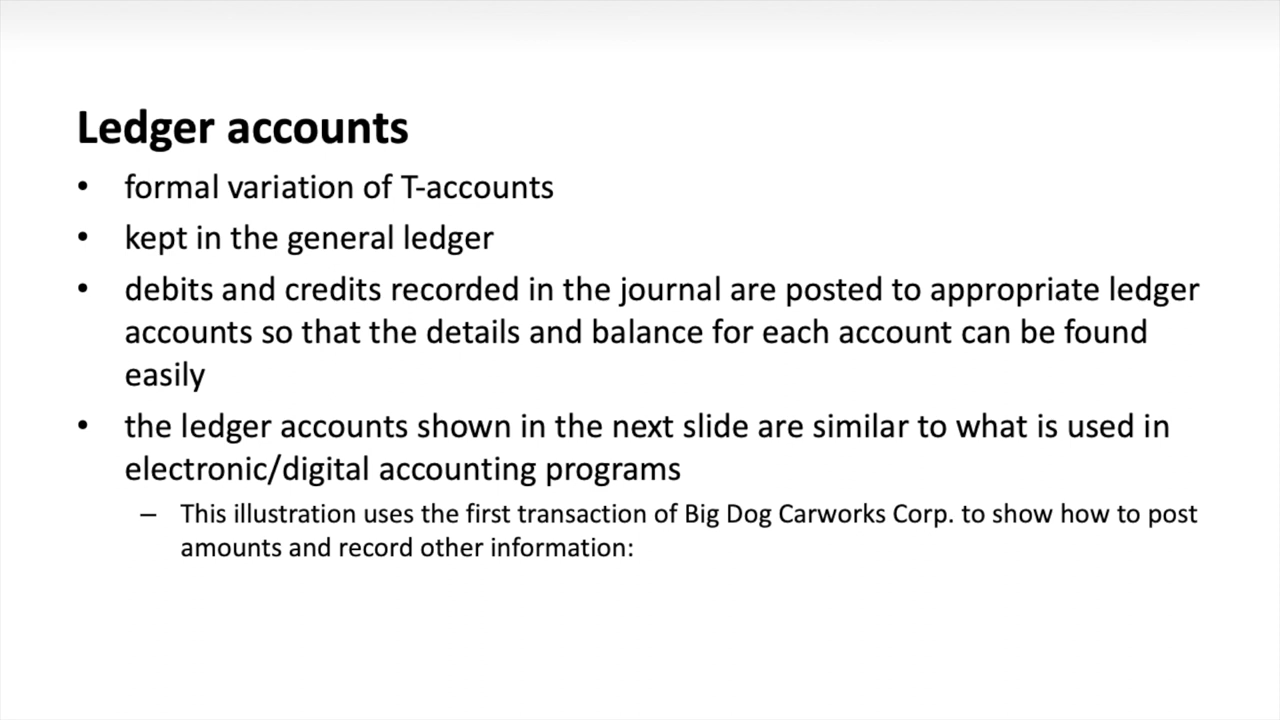 Ledger accounts
• formal variation of T-accounts
• kept in the general ledger
• debits and credits recorded in the journal are posted to appropriate ledger
accounts so that the details and balance for each account can be found
easily
• the ledger accounts shown in the next slide are similar to what is used in
electronic/digital accounting programs
– This illustration uses the first transaction of Big Dog Carworks Corp. to show how to post
amounts and record other information: